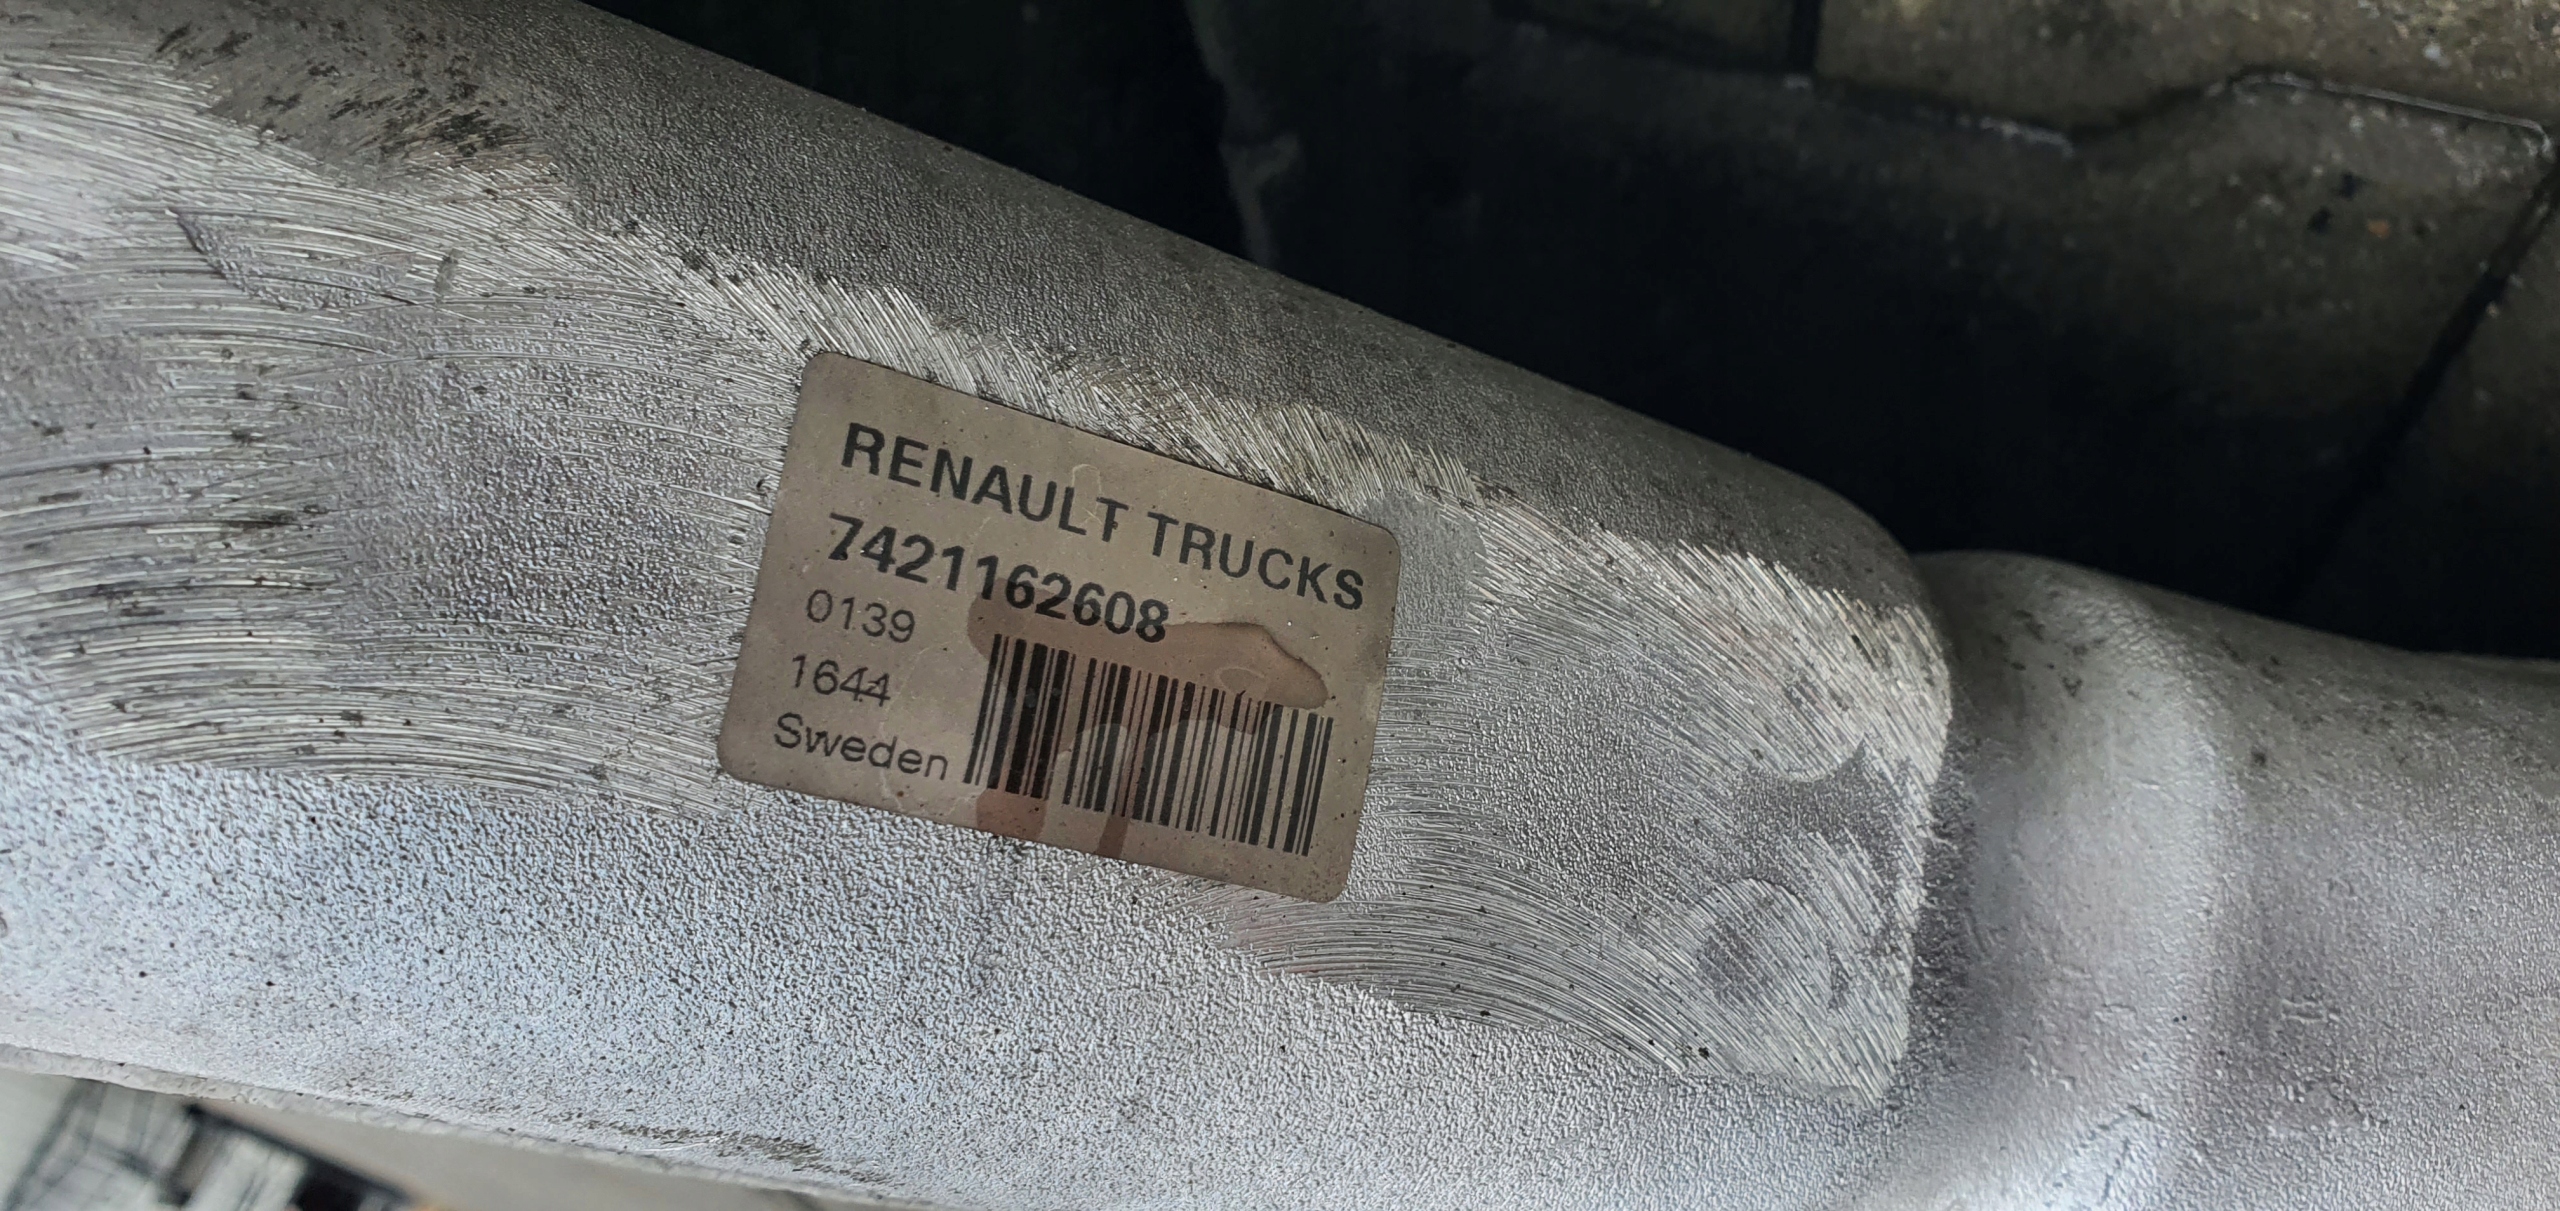 RENAULT TRUCKS
7421162608
0139
1644
Sweden